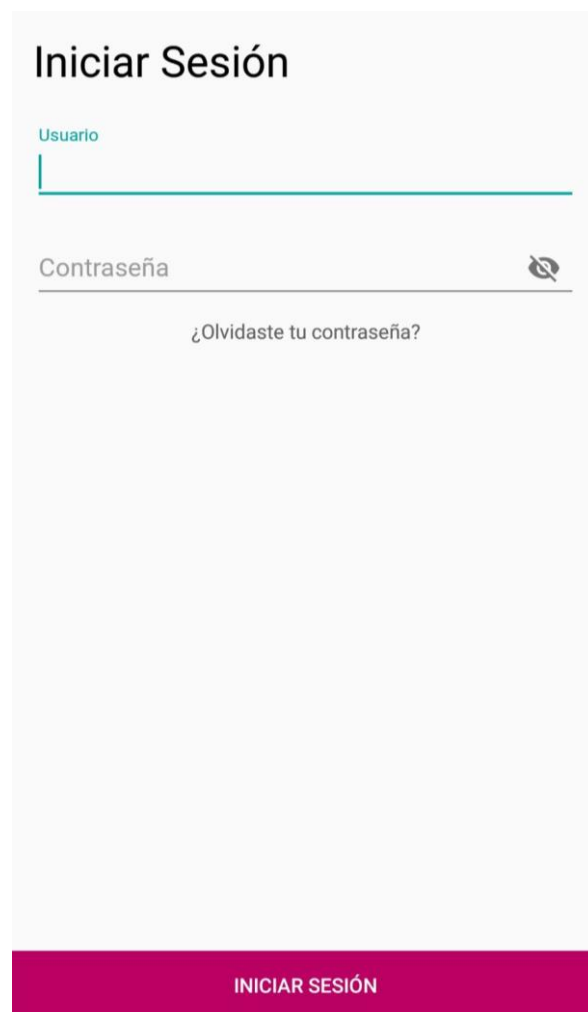 Iniciar Sesión
Usuario
Contraseña
¿Olvidaste tu contraseña?
INICIAR SESIÓN